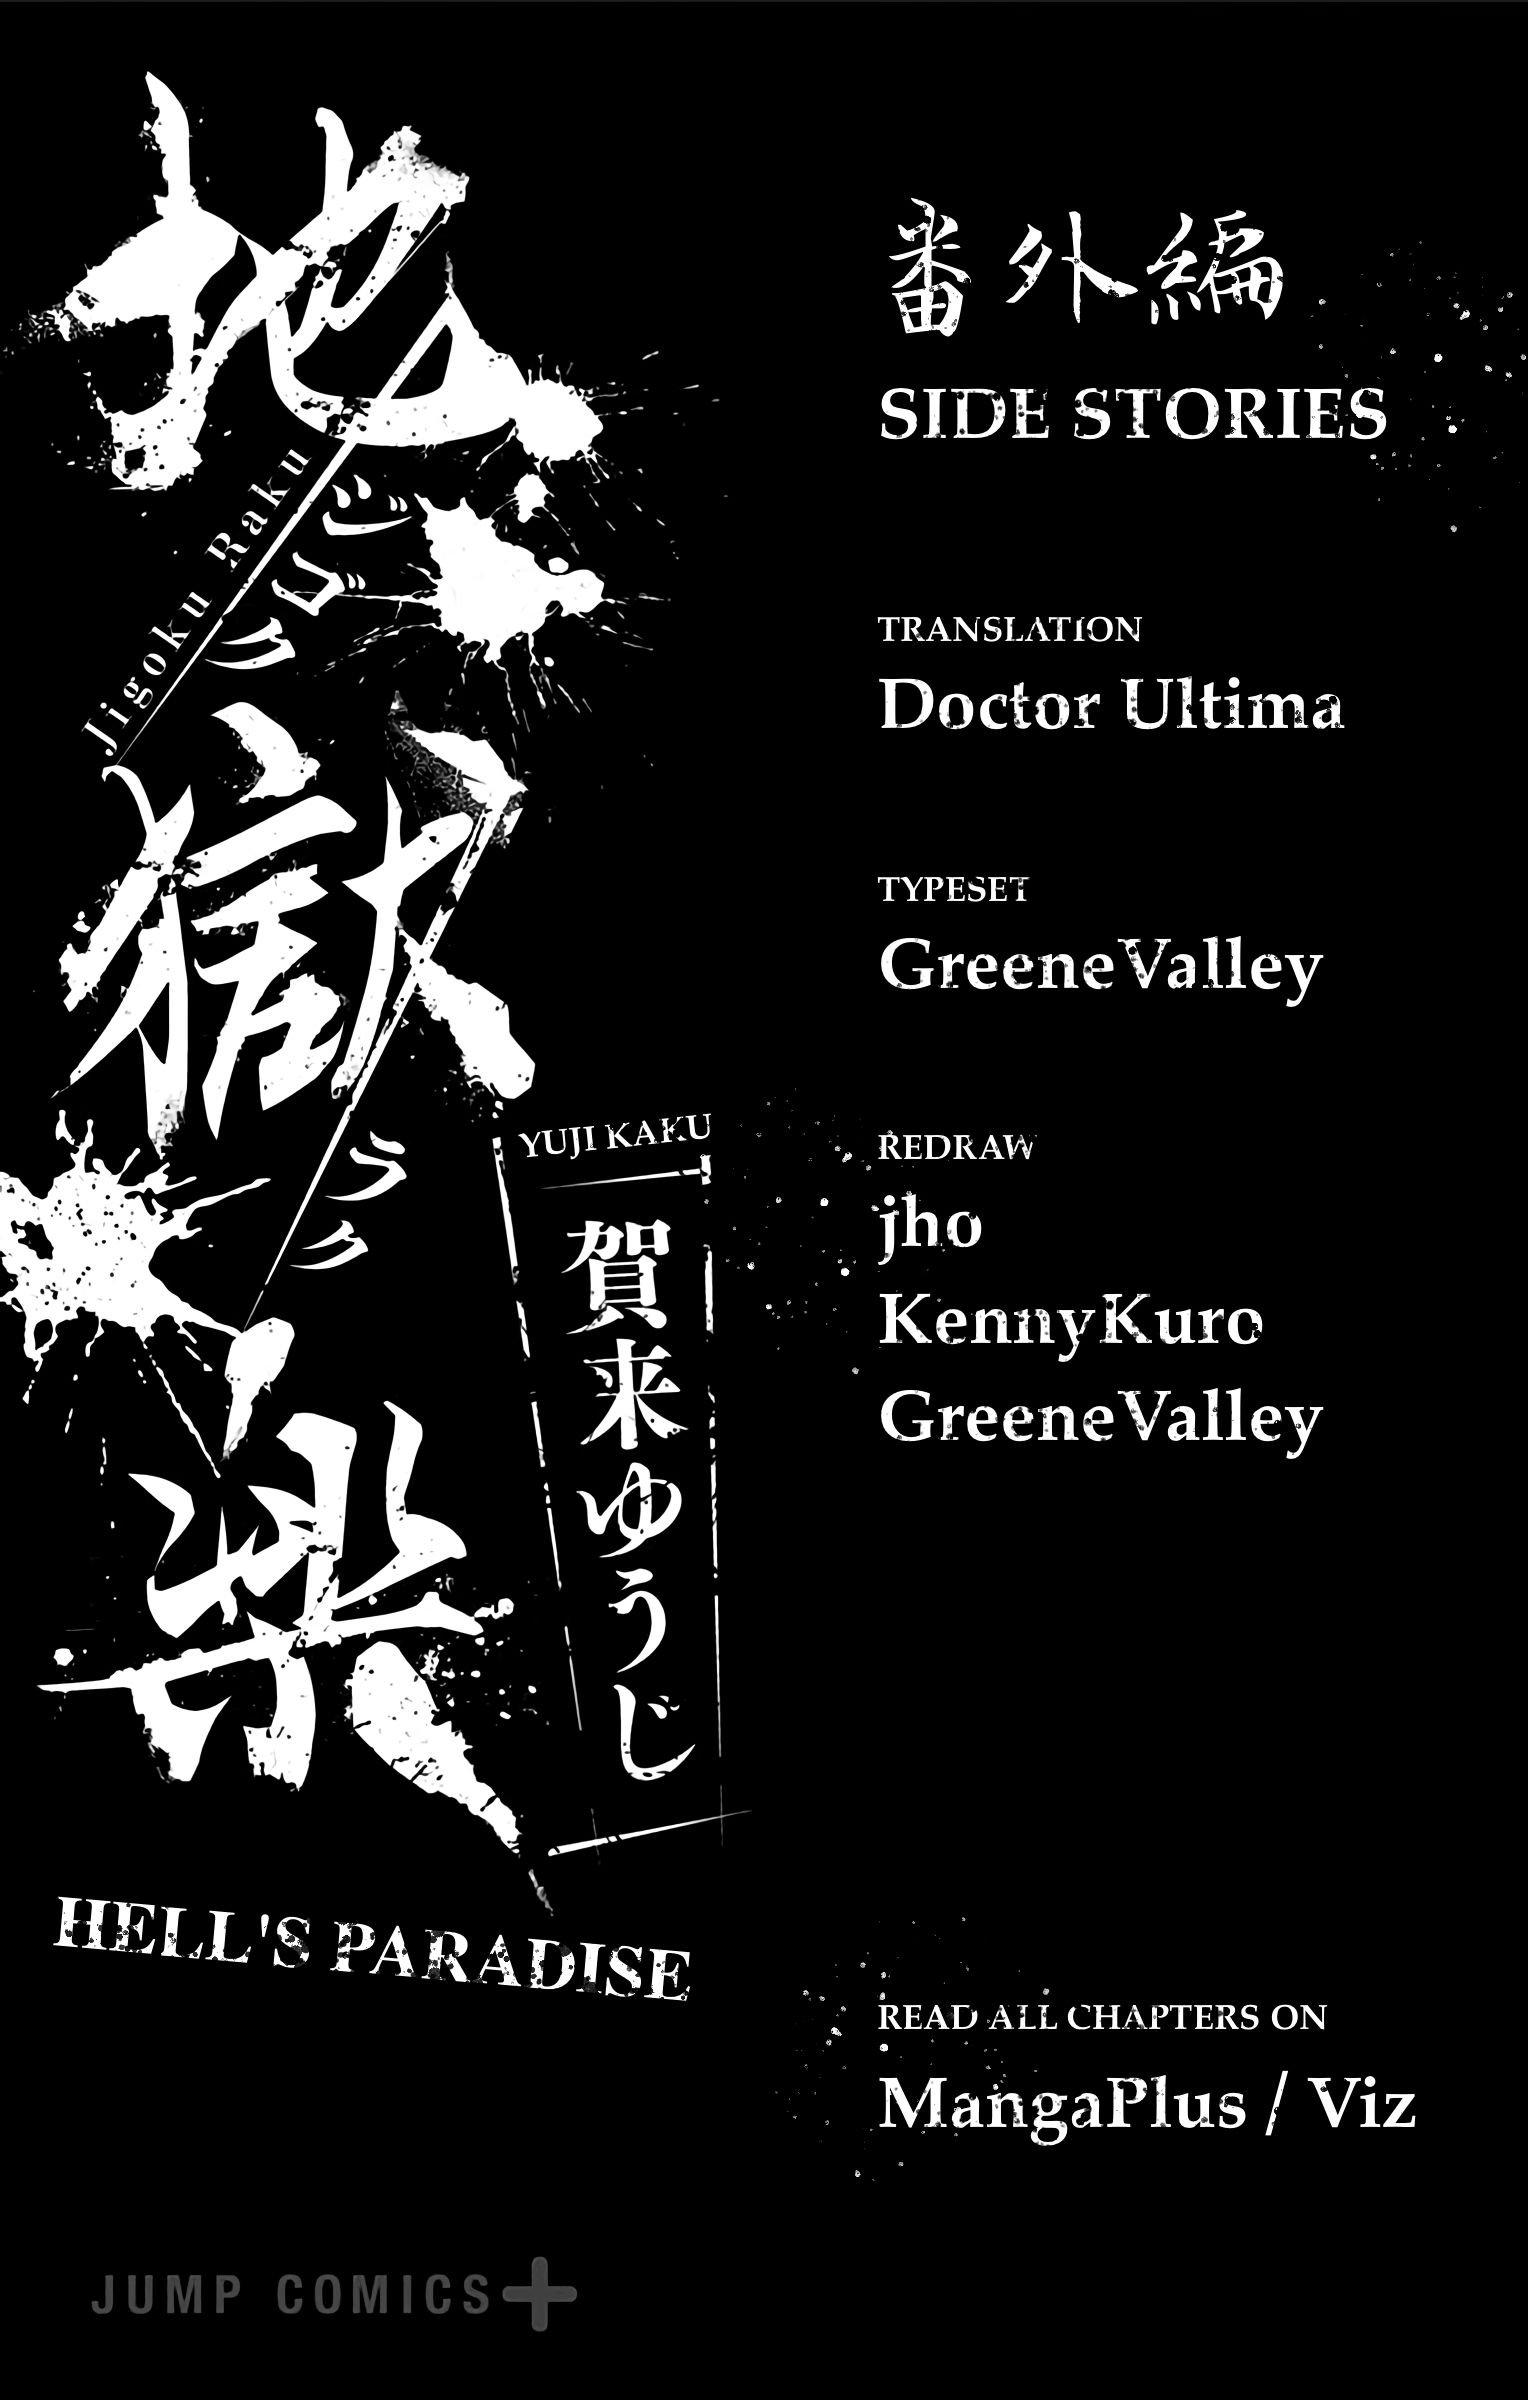 地
ジゴク
Jigoku Raku
獄
ラク
楽
YUJI KAKU
賀来ゆうじ
HELL'S PARADISE
番外編
SIDE STORIES
TRANSLATION
Doctor Ultima
TYPESET
GreeneValley
REDRAW
jho
KennyKuro
GreeneValley
READ ALL CHAPTERS ON
MangaPlus / Viz
JUMP COMICS+